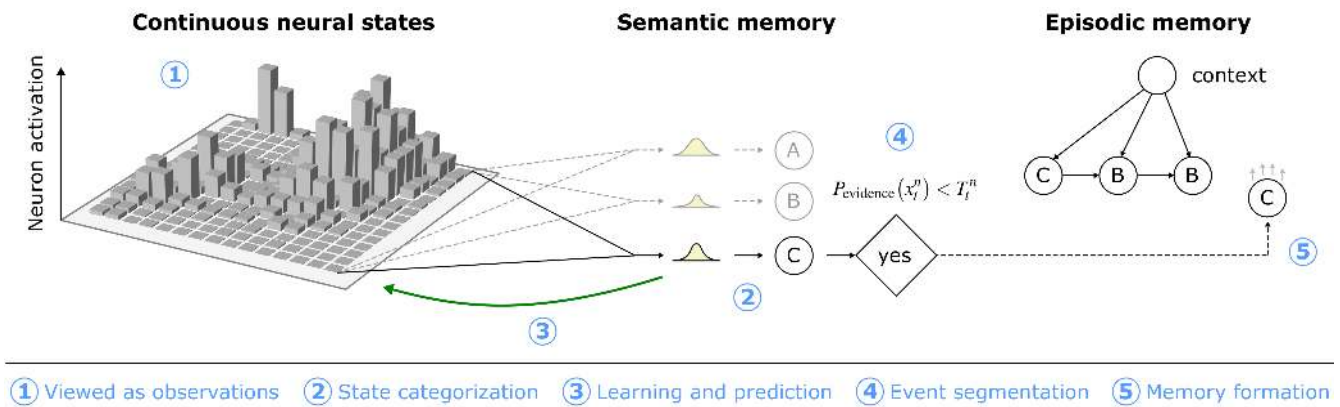 Continuous neural states
Semantic memory
Episodic memory
Neuron activation
1
A
B
C
2
3
4
P_evidence(x_t^n) < T_t^n
yes
context
C
B
B
C
5
1 Viewed as observations
2 State categorization
3 Learning and prediction
4 Event segmentation
5 Memory formation